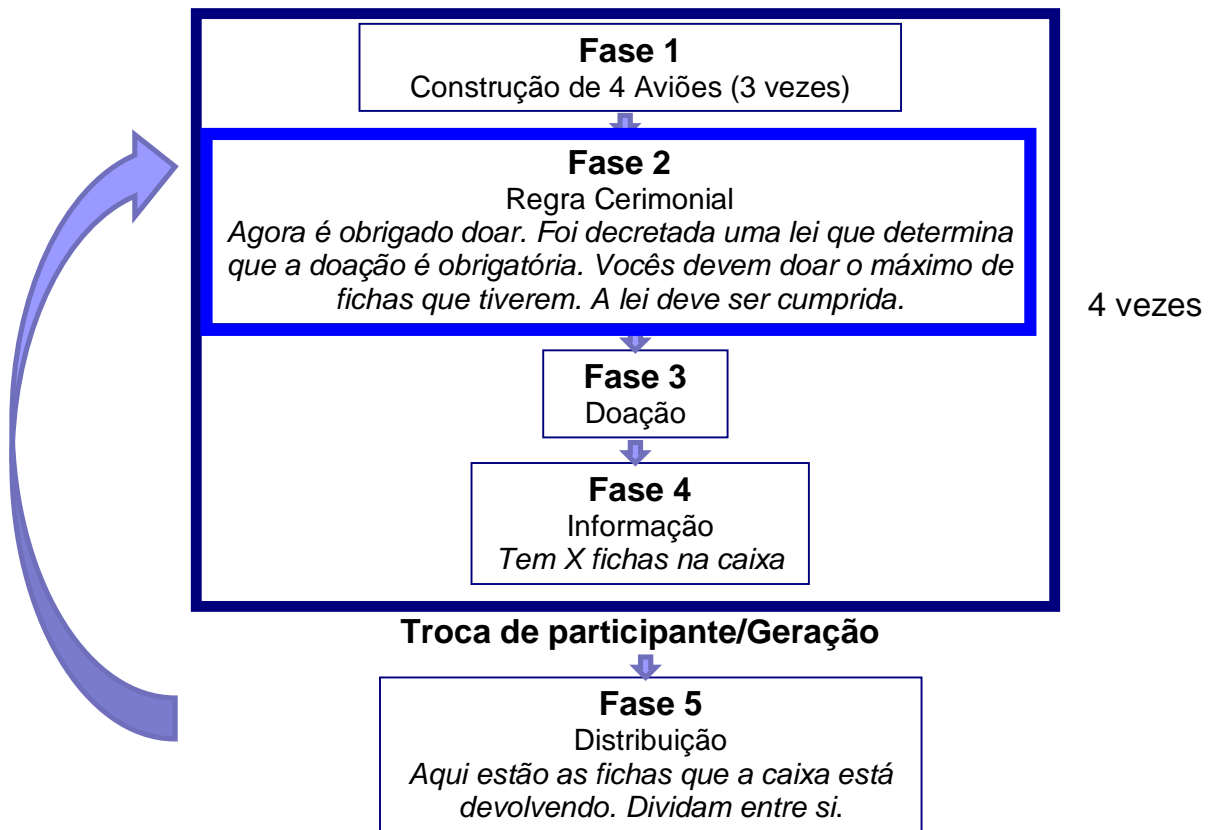 Fase 1
Construção de 4 Aviões (3 vezes)
Fase 2
Regra Cerimonial
Agora é obrigado doar. Foi decretada uma lei que determina
que a doação é obrigatória. Vocês devem doar o máximo de
fichas que tiverem. A lei deve ser cumprida.
4 vezes
Fase 3
Doação
Fase 4
Informação
Tem X fichas na caixa
Troca de participante/Geração
Fase 5
Distribuição
Aqui estão as fichas que a caixa está
devolvendo. Dividam entre si.